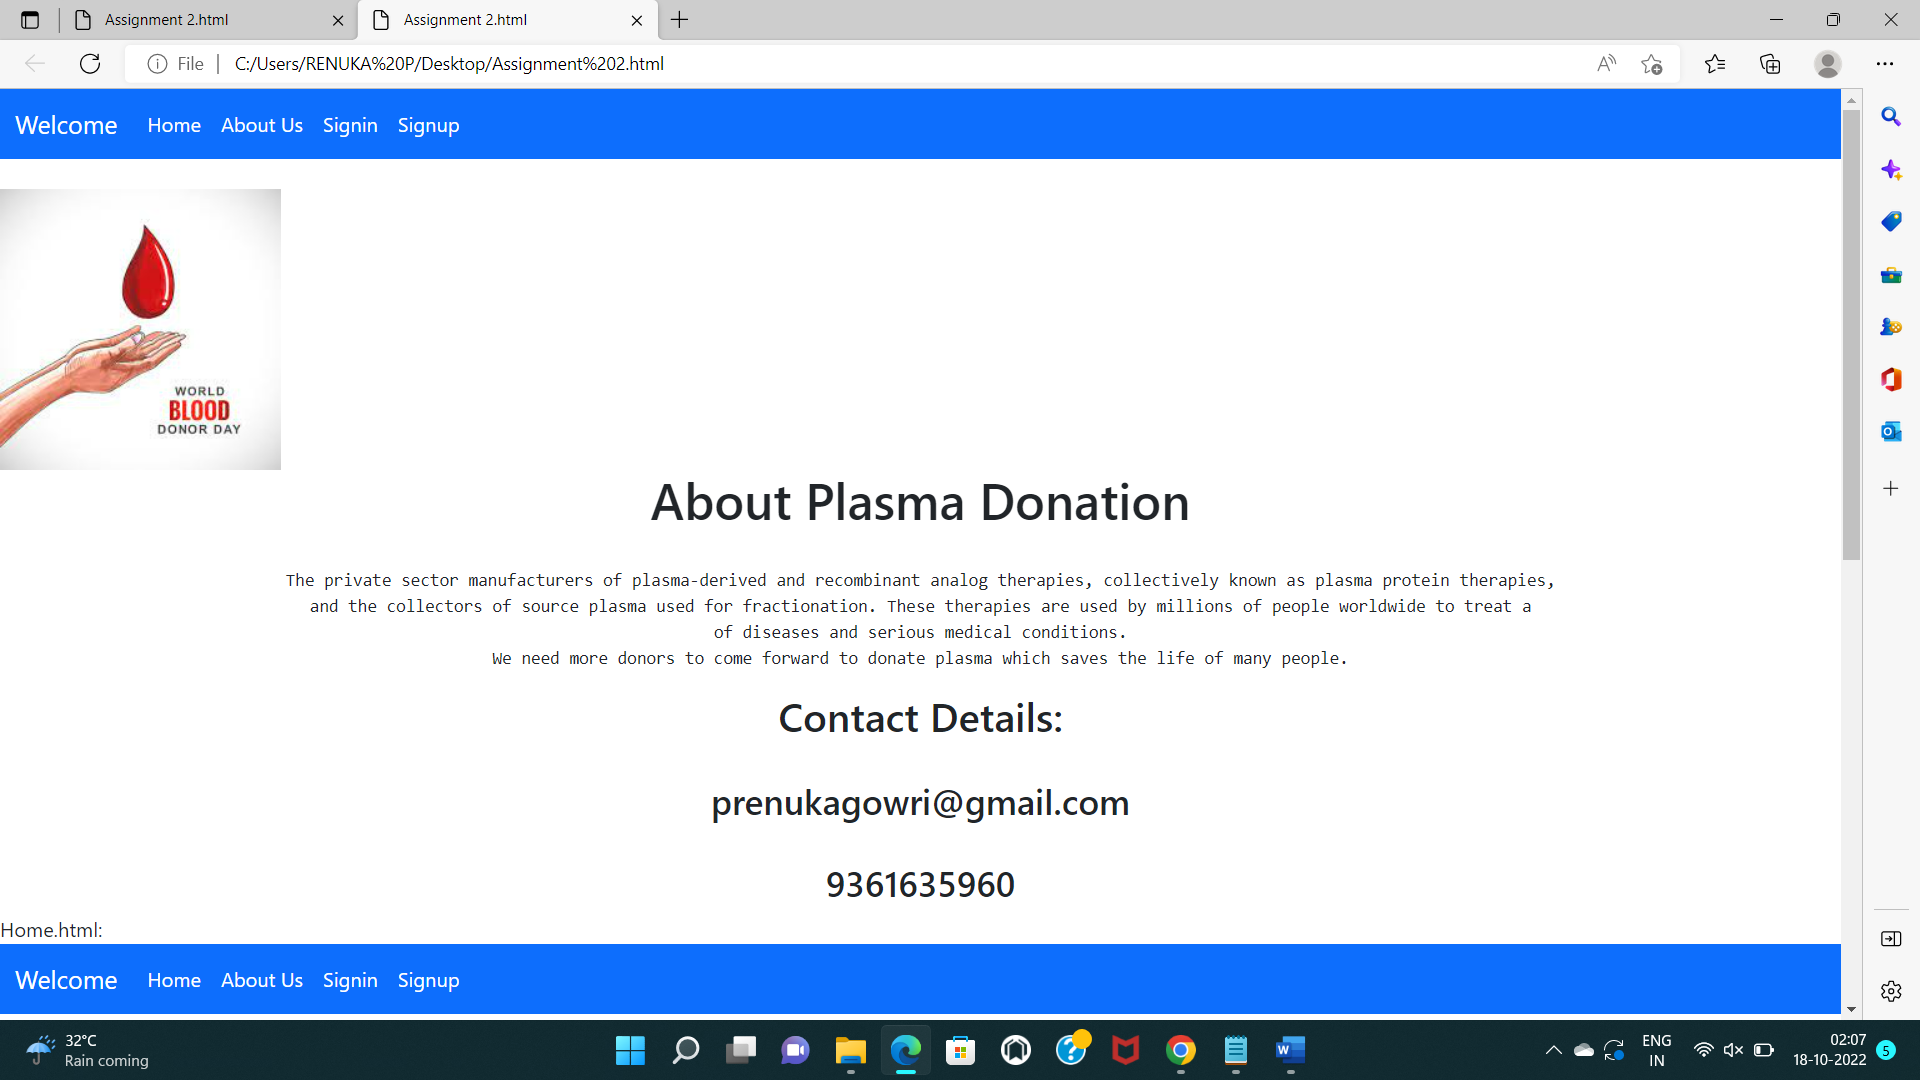 Assignment 2.html
Assignment 2.html
File
C:/Users/RENUKA%20P/Desktop/Assignment%202.html
Welcome Home About Us Signin Signup
WORLD
BLOOD
DONOR DAY
About Plasma Donation
The private sector manufacturers of plasma-derived and recombinant analog therapies, collectively known as plasma protein therapies,
and the collectors of source plasma used for fractionation. These therapies are used by millions of people worldwide to treat a
of diseases and serious medical conditions.
We need more donors to come forward to donate plasma which saves the life of many people.
Contact Details:
prenukagowri@gmail.com
9361635960
Home.html:
Welcome Home About Us Signin Signup
32°C
Rain coming
ENG
IN
02:07
18-10-2022
5